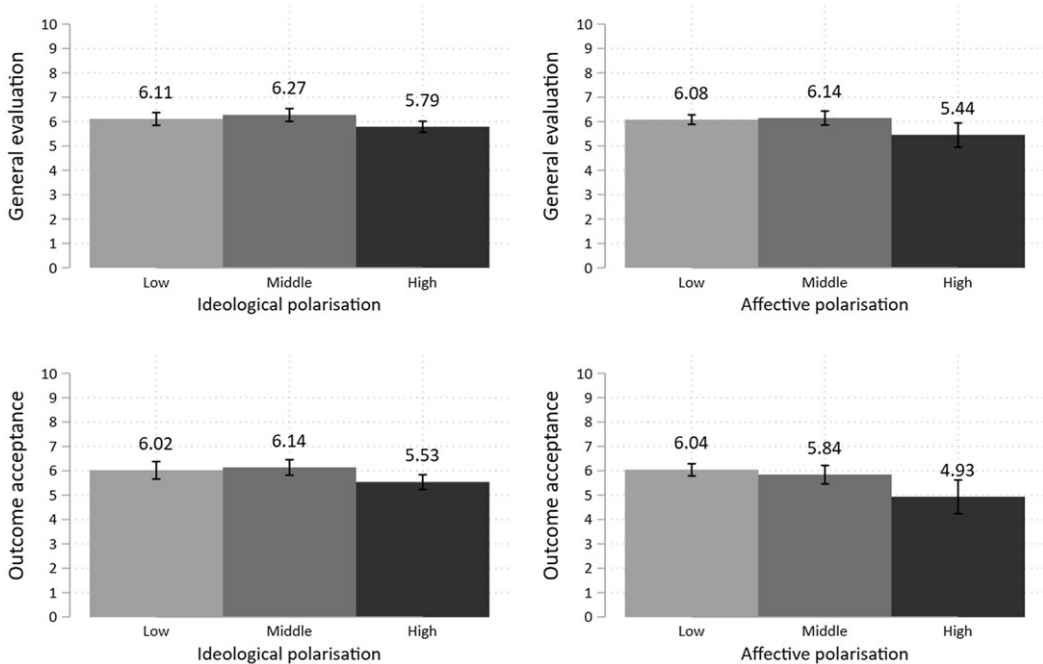 General evaluation
10
9
8
7
6
5
4
3
2
1
0
6.11
6.27
5.79
Low
Middle
High
Ideological polarisation
General evaluation
10
9
8
7
6
5
4
3
2
1
0
6.08
6.14
5.44
Low
Middle
High
Affective polarisation
Outcome acceptance
10
9
8
7
6
5
4
3
2
1
0
6.02
6.14
5.53
Low
Middle
High
Ideological polarisation
Outcome acceptance
10
9
8
7
6
5
4
3
2
1
0
6.04
5.84
4.93
Low
Middle
High
Affective polarisation